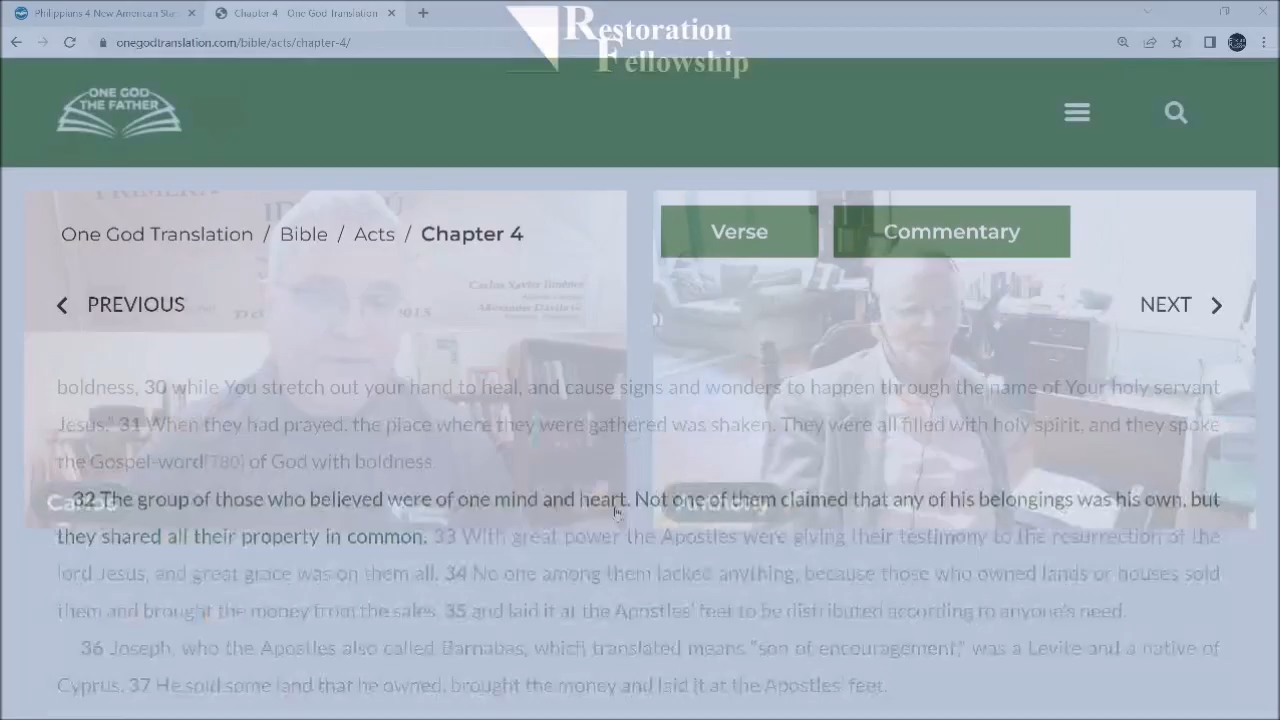 Philippians 4 New American Stan
Chapter 4 - One God Translation
onegodtranslation.com/bible/acts/chapter-4/
Restoration
Fellowship
ONE GOD
THE FATHER
PRIMERA
One God Translation / Bible / Acts / Chapter 4
Verse
Commentary
Carlos Xavier Jiménez
PREVIOUS
NEXT
boldness, 30 while You stretch out your hand to heal, and cause signs and wonders to happen through the name of Your holy servant
Jesus." 31 When they had prayed, the place where they were gathered was shaken. They were all filled with holy spirit, and they spoke
the Gospel-word[780] of God with boldness.
32 The group of those who believed were of one mind and heart. Not one of them claimed that any of his belongings was his own, but
they shared all their property in common. 33 With great power the Apostles were giving their testimony to the resurrection of the
lord Jesus, and great grace was on them all. 34 No one among them lacked anything, because those who owned lands or houses sold
them and brought the money from the sales, 35 and laid it at the Apostles' feet to be distributed according to anyone's need.
36 Joseph, who the Apostles also called Barnabas, which translated means "son of encouragement," was a Levite and a native of
Cyprus. 37 He sold some land that he owned, brought the money and laid it at the Apostles' feet.